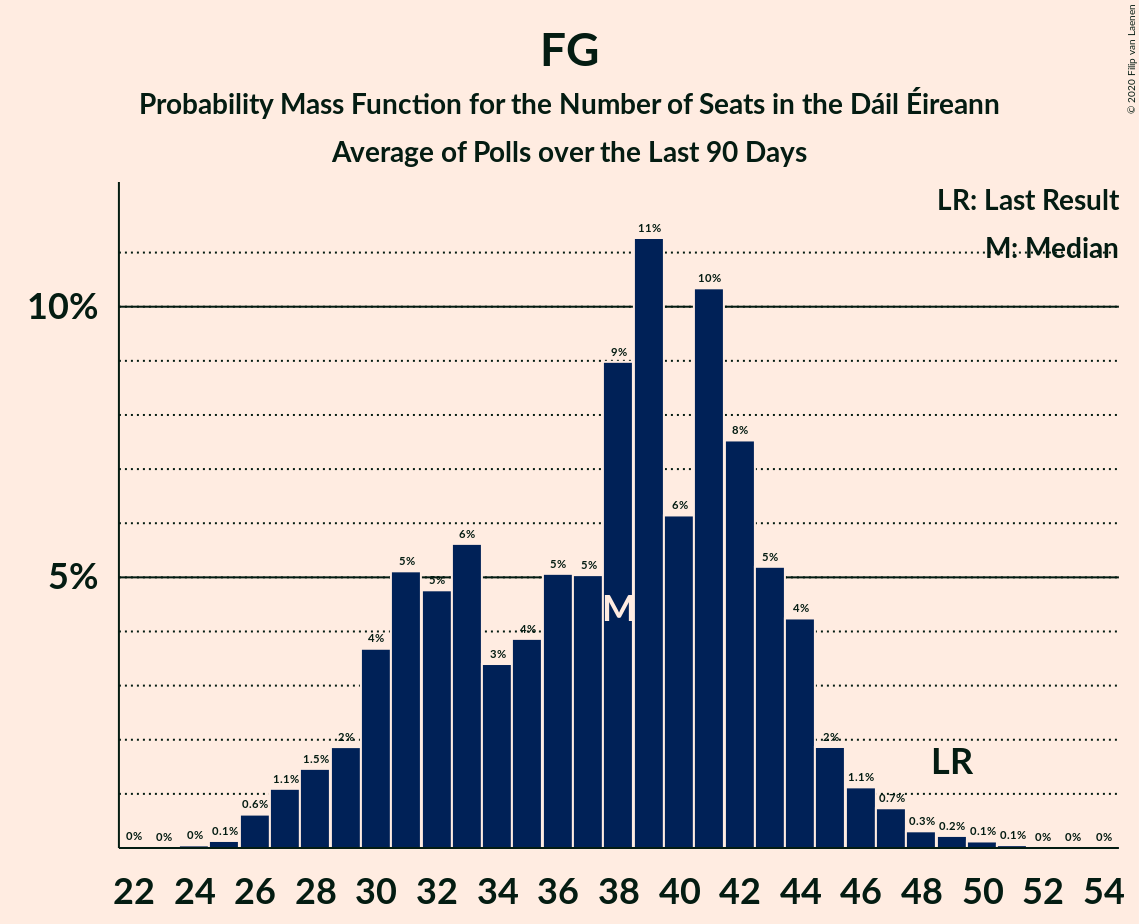 FG
Probability Mass Function for the Number of Seats in the Dáil Éireann
Average of Polls over the Last 90 Days
© 2020 Filip van Laenen
LR: Last Result
M: Median
10%
5%
0% 0% 0% 0.1% 0.6% 1.1% 1.5% 2% 4% 5% 5% 6% 3% 4% 5% 5% 9% 11% 6% 10% 8% 5% 4% 2% 1.1% 0.7% 0.3% 0.2% 0.1% 0.1% 0% 0% 0%
M
LR
22 24 26 28 30 32 34 36 38 40 42 44 46 48 50 52 54